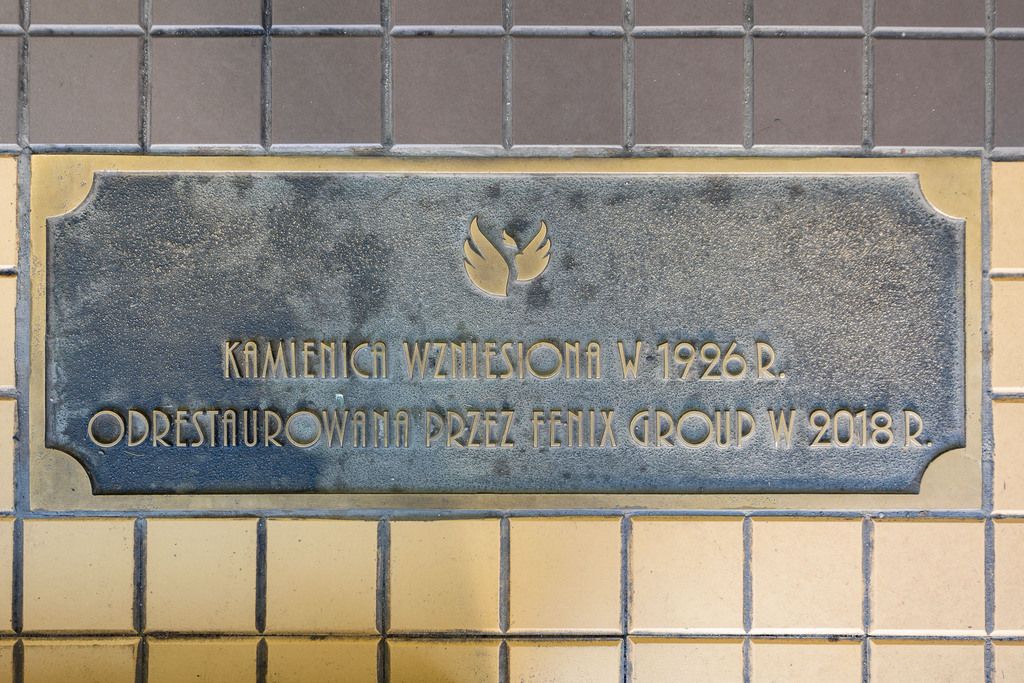 KAMIENICA WZNIESIONA W 1926 R.
ODRESTAUROWANA PRZEZ FENIX GROUP W 2018 R.